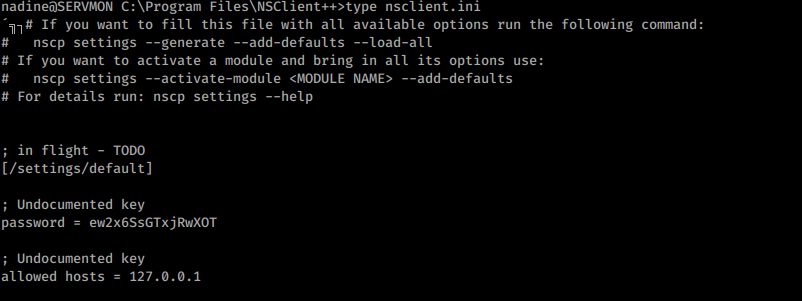 nadine@SERVMON C:\Program Files\NSClient++>type nsclient.ini
´╗┐# If you want to fill this file with all available options run the following command:
#   nscp settings --generate --add-defaults --load-all
# If you want to activate a module and bring in all its options use:
#   nscp settings --activate-module <MODULE NAME> --add-defaults
# For details run: nscp settings --help
; in flight - TODO
[/settings/default]
; Undocumented key
password = ew2x6SsGTxjRwXOT
; Undocumented key
allowed hosts = 127.0.0.1